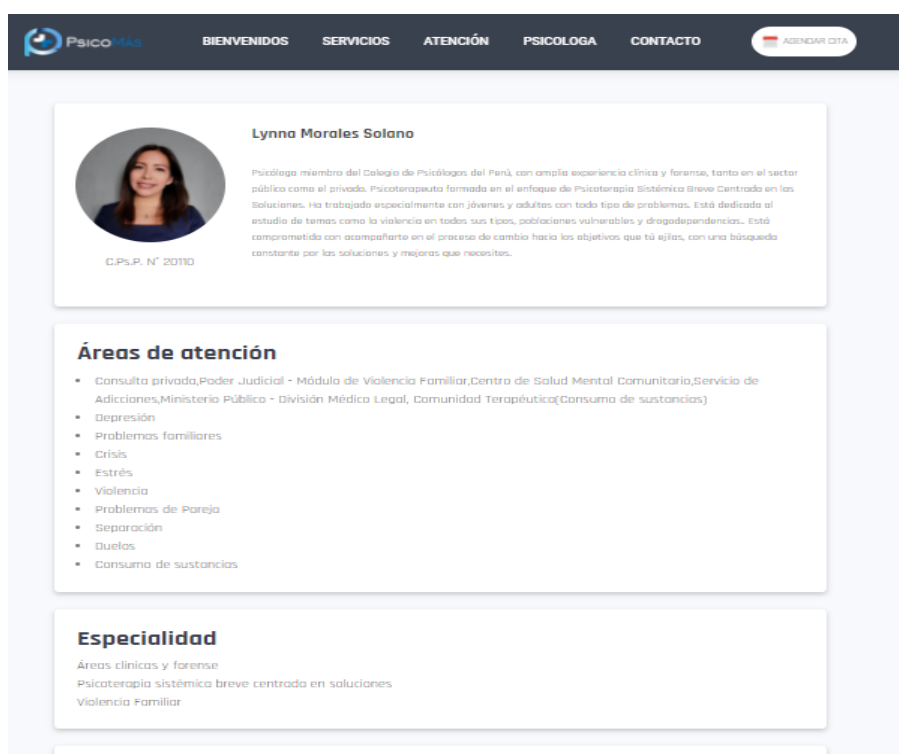 PSICOMÁS BIENVENIDOS SERVICIOS ATENCIÓN PSICOLOGA CONTACTO AGENDAR CITA
Lynna Morales Solano
Psicóloga miembro del Colegio de Psicólogos del Perú, con amplia experiencia clínica y forense, tanto en el sector
público como el privado. Psicoterapeuta formada en el enfoque de Psicoterapia Sistémica Breve Centrada en las
Soluciones. Ha trabajado especialmente con jóvenes y adultas con todo tipo de problemas. Está dedicada al
estudio de temas como la violencia en todos sus tipos, poblaciones vulnerables y drogodependencias.. Está
comprometida con acompañarte en el proceso de cambio hacia los objetivos que tú ejilas, con una búsqueda
constante por las soluciones y mejoras que necesites.
C.Ps.P. N° 20110
Áreas de atención
• Consulta privada,Poder Judicial - Módulo de Violencia Familiar,Centro de Salud Mental Comunitario,Servicio de
Adicciones,Ministerio Público - División Médico Legal, Comunidad Terapéutica(Consumo de sustancias)
• Depresión
• Problemas familiares
• Crisis
• Estrés
• Violencia
• Problemas de Pareja
• Separación
• Duelos
• Consumo de sustancias
Especialidad
Áreas clínicas y forense
Psicoterapia sistémica breve centrada en soluciones
Violencia Familiar